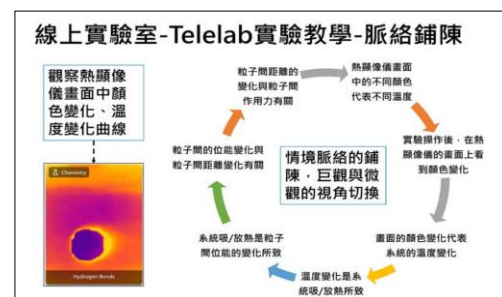 線上實驗室-Telelab實驗教學-脈絡鋪陳
觀察熱顯像
儀畫面中顏
色變化、溫
度變化曲線
Chemistry
Hydrogen Bonds
粒子間距離的
變化與粒子間
作用力有關
熱顯像儀畫面
中的不同顏色
代表不同溫度
實驗操作後，在熱
顯像儀的畫面上看
到顏色變化
畫面的顏色變化代表
系統的溫度變化
溫度變化是系
統吸/放熱所致
系統吸/放熱是粒子
間位能的變化所致
粒子間的位能變化與
粒子間距離變化有關
情境脈絡的鋪
陳，巨觀與微
觀的視角切換